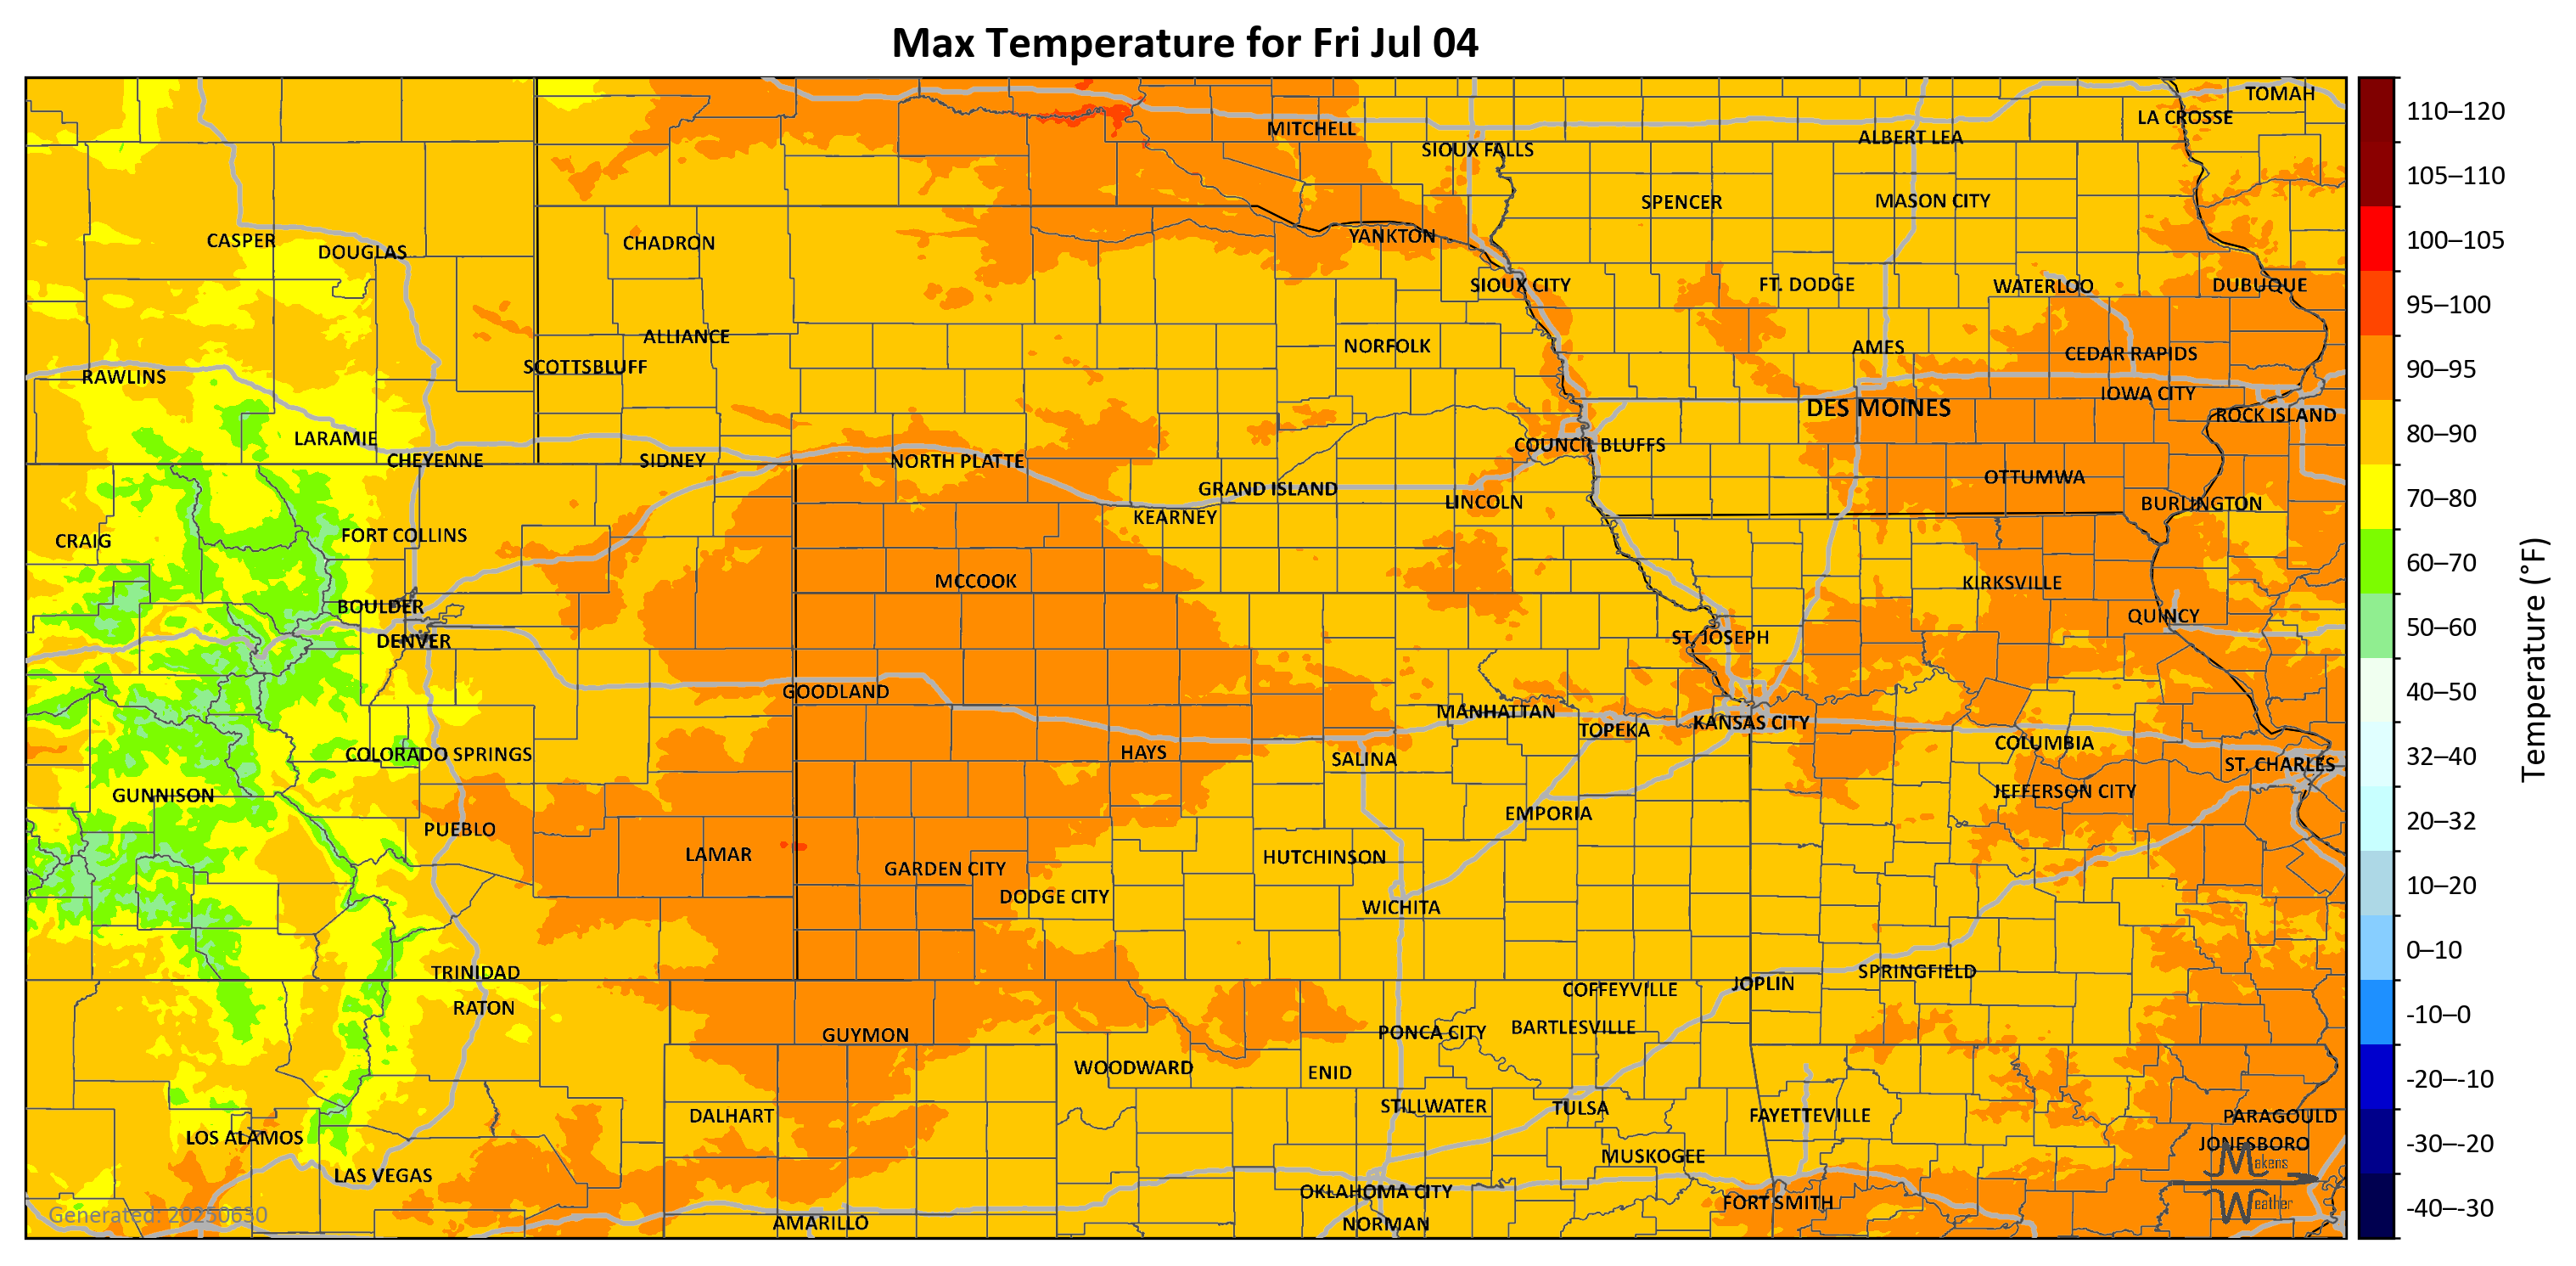 Max Temperature for Fri Jul 04
TOMAH
LA CROSSE
MITCHELL
ALBERT LEA
SIOUX FALLS
SPENCER
MASON CITY
CASPER
DOUGLAS
CHADRON
YANKTON
SIOUX CITY
FT. DODGE
WATERLOO
DUBUQUE
ALLIANCE
NORFOLK
AMES
CEDAR RAPIDS
SCOTTSBLUFF
RAWLINS
IOWA CITY
DES MOINES
ROCK ISLAND
LARAMIE
CHEYENNE
SIDNEY
NORTH PLATTE
COUNCIL BLUFFS
OTTUMWA
GRAND ISLAND
LINCOLN
BURLINGTON
KEARNEY
CRAIG
FORT COLLINS
MCCOOK
KIRKSVILLE
BOULDER
QUINCY
DENVER
ST. JOSEPH
GOODLAND
MANHATTAN
TOPEKA
KANSAS CITY
COLORADO SPRINGS
HAYS
SALINA
COLUMBIA
ST. CHARLES
GUNNISON
JEFFERSON CITY
EMPORIA
PUEBLO
LAMAR
HUTCHINSON
GARDEN CITY
DODGE CITY
WICHITA
TRINIDAD
SPRINGFIELD
JOPLIN
COFFEYVILLE
RATON
GUYMON
PONCA CITY
BARTLESVILLE
WOODWARD
ENID
DALHART
STILLWATER
TULSA
FAYETTEVILLE
PARAGOULD
LOS ALAMOS
JONESBORO
MUSKOGEE
LAS VEGAS
OKLAHOMA CITY
FORT SMITH
AMARILLO
NORMAN
Generated: 20250630
Makens
Weather
110–120
105–110
100–105
95–100
90–95
80–90
70–80
60–70
50–60
40–50
32–40
20–32
10–20
0–10
-10–0
-20–-10
-30–-20
-40–-30
Temperature (°F)